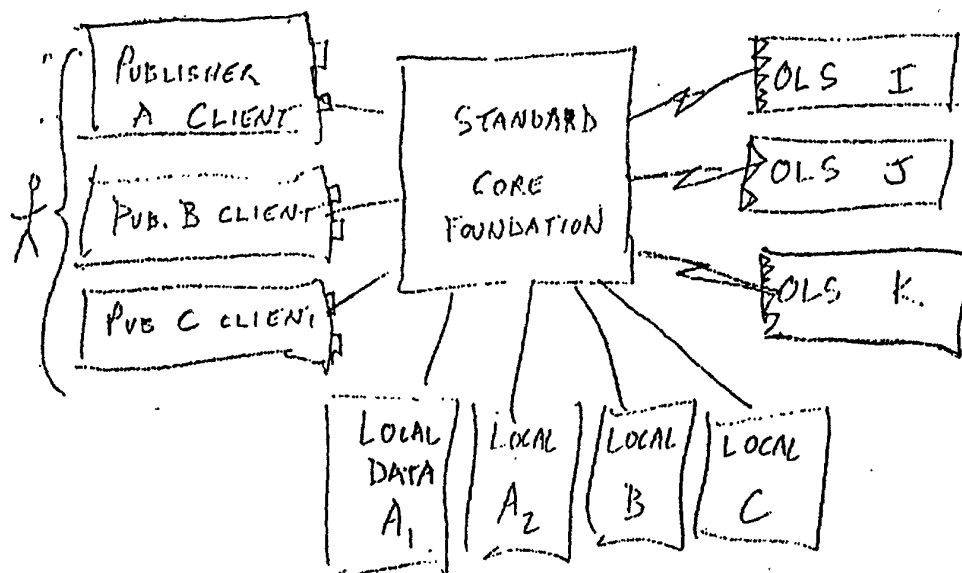 PUBLISHER
A CLIENT
PUB. B CLIENT
PUB C CLIENT
STANDARD
CORE
FOUNDATION
OLS I
OLS J
OLS K.
LOCAL
DATA
A₁
LOCAL
A₂
LOCAL
B
LOCAL
C